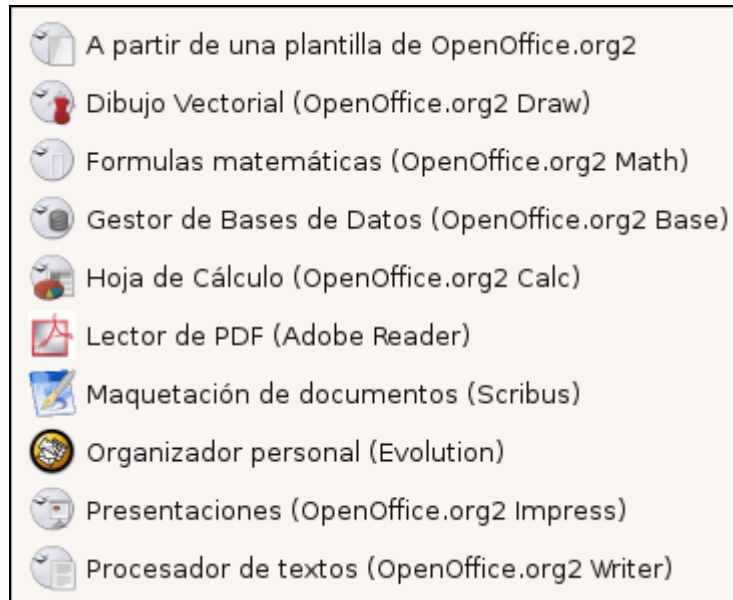 A partir de una plantilla de OpenOffice.org2
Dibujo Vectorial (OpenOffice.org2 Draw)
Formulas matemáticas (OpenOffice.org2 Math)
Gestor de Bases de Datos (OpenOffice.org2 Base)
Hoja de Cálculo (OpenOffice.org2 Calc)
Lector de PDF (Adobe Reader)
Maquetación de documentos (Scribus)
Organizador personal (Evolution)
Presentaciones (OpenOffice.org2 Impress)
Procesador de textos (OpenOffice.org2 Writer)